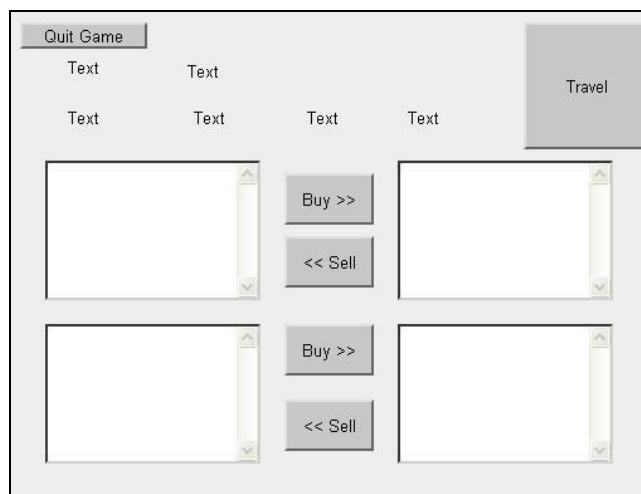 Quit Game
Text Text
Travel
Text Text Text Text
Buy >>
<< Sell
Buy >>
<< Sell